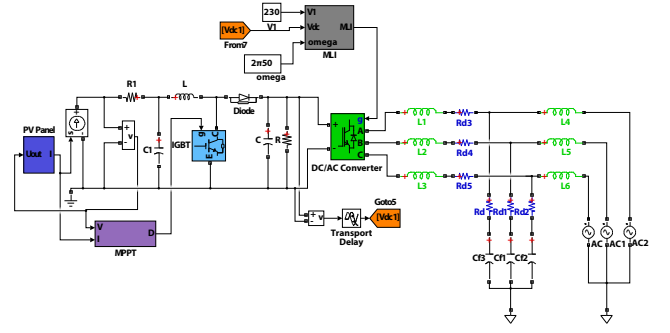 230
V1
[Vdc1]
Vdc
V1
From7
omega
MLI
2π50
omega
R1
L
Diode
PV Panel
Uout I
s
+
v
-
C1
IGBT
g C
E
C
R
+
-
g
A
B
C
DC/AC Converter
L1
Rd3
L4
L2
Rd4
L5
L3
Rd5
L6
Rd
Rd1
Rd2
Cf3
Cf1
Cf2
AC
AC1
AC2
V
I
D
MPPT
+
-
v
Transport
Delay
Goto5
[Vdc1]